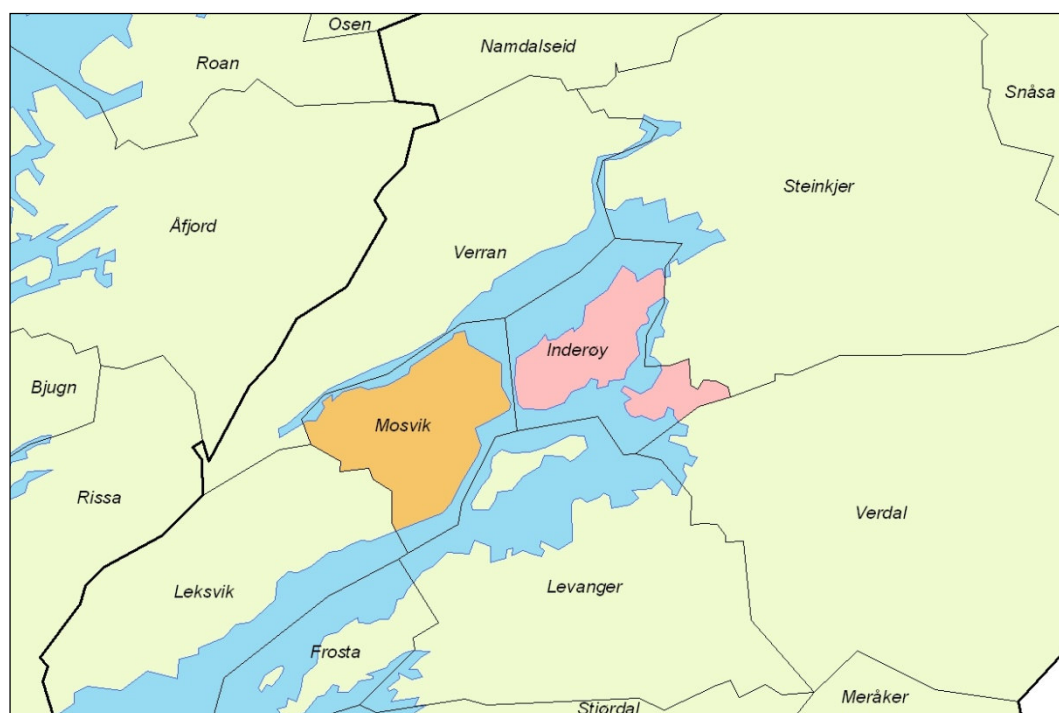 Osen
Roan
Namdalseid
Snåsa
Steinkjer
Åfjord
Verran
Inderøy
Bjugn
Mosvik
Rissa
Verdal
Leksvik
Levanger
Frosta
Meråker
Stjørdal